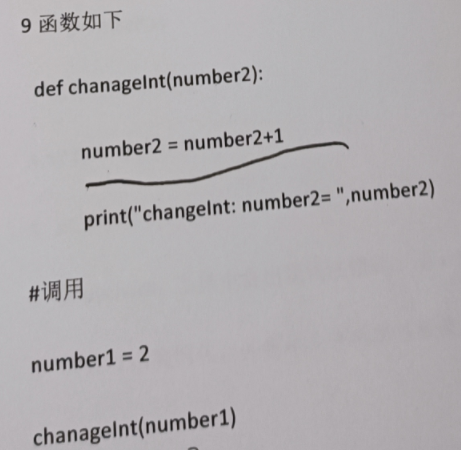 9 函数如下
def chanageInt(number2):
number2 = number2+1
print("changeInt: number2= ",number2)
#调用
number1 = 2
chanageInt(number1)